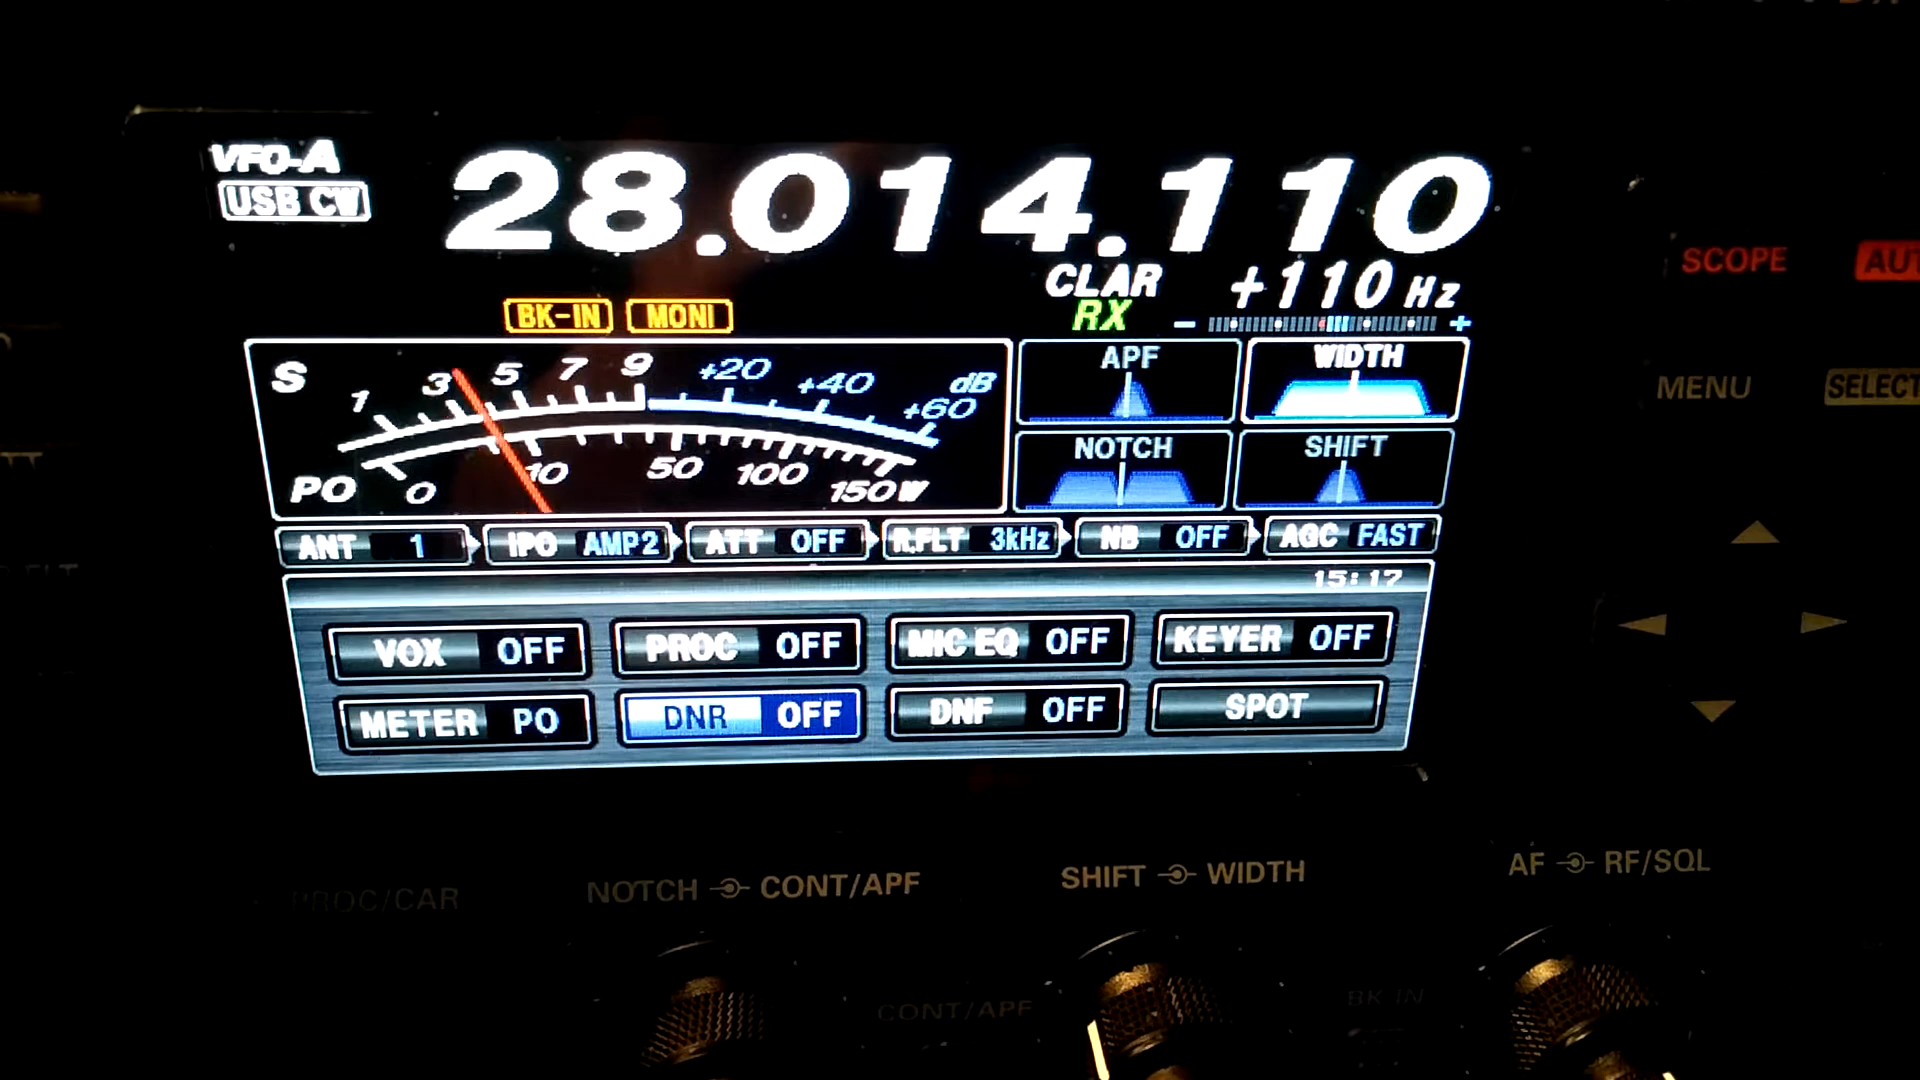 VFO-A
USB CW
28.014.110
CLAR +110 Hz
RX - +
BK-IN MONI
S 1 3 5 7 9 +20 +40 +60 dB
PO 0 10 50 100 150 W
APF WIDTH
NOTCH SHIFT
ANT 1 IPO AMP2 ATT OFF R.FLT 3kHz NB OFF AGC FAST
15:17
VOX OFF PROC OFF MIC EQ OFF KEYER OFF
METER PO DNR OFF DNF OFF SPOT
SCOPE
MENU SELECT
PROC/CAR NOTCH CONT/APF SHIFT WIDTH AF RF/SQL
CONT/APF BK IN